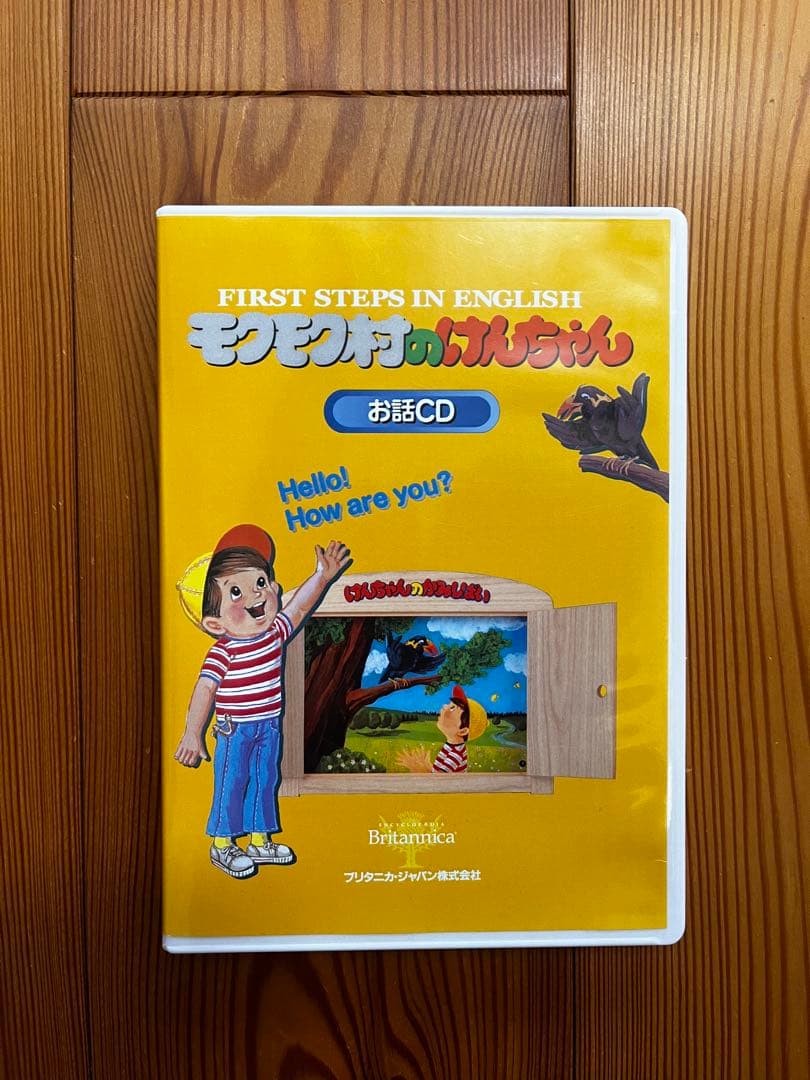 FIRST STEPS IN ENGLISH
モクモク村のけんちゃん
お話CD
Hello!
How are you?
けんちゃんのかみしばい
ENCYCLOPÆDIA
Britannica
ブリタニカ・ジャパン株式会社